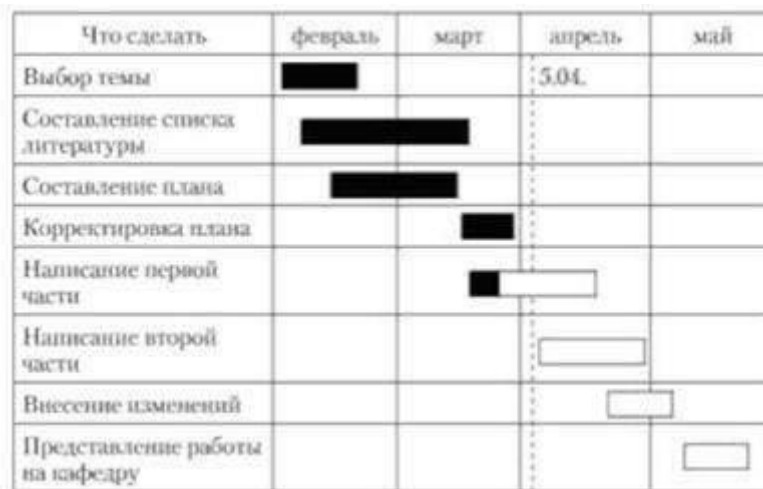 Что сделать февраль март апрель май
Выбор темы 5.04.
Составление списка
литературы
Составление плана
Корректировка плана
Написание первой
части
Написание второй
части
Внесение изменений
Представление работы
на кафедру